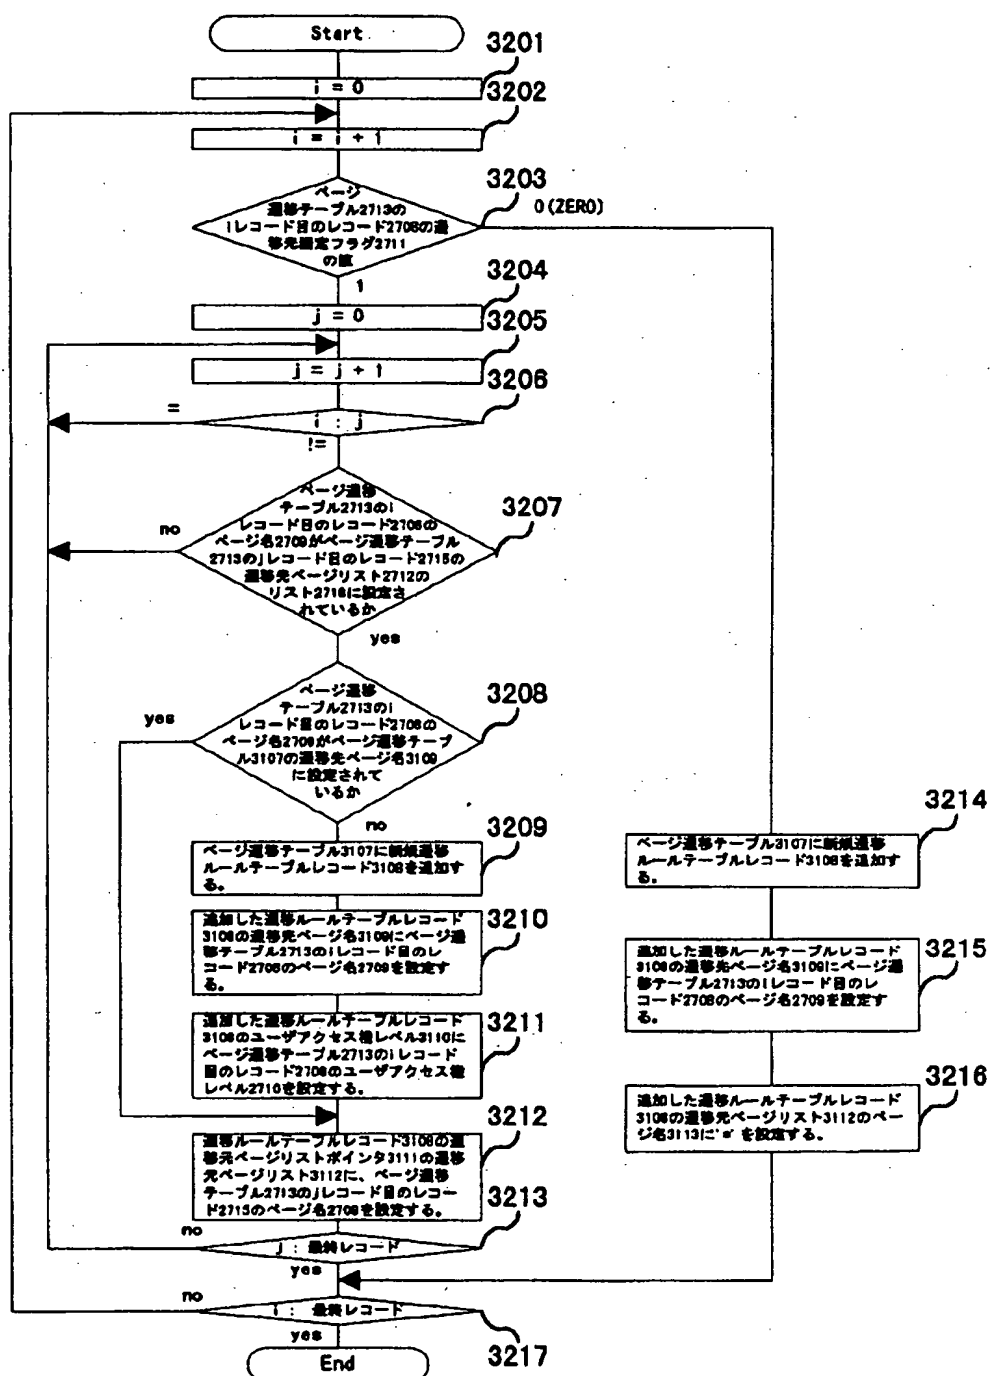 Start
3201
i = 0
3202
i = i + 1
3203
0(ZERO)
ページ
遷移テーブル2713の
iレコード目のレコード2708の遷
移先固定フラグ2711
の値
1
3204
j = 0
3205
j = j + 1
3206
=
i : j
!=
3207
no
ページ遷移
テーブル2713のi
レコード目のレコード2708の
ページ名2709がページ遷移テーブル
2713のjレコード目のレコード2715の
遷移先ページリスト2712の
リスト2716に設定さ
れているか
yes
3208
yes
ページ遷移
テーブル2713のi
レコード目のレコード2708の
ページ名2709がページ遷移テーブ
ル3107の遷移先ページ名3109
に設定されて
いるか
no
3209
ページ遷移テーブル3107に新規遷移
ルールテーブルレコード3108を追加す
る。
3210
追加した遷移ルールテーブルレコード
3108の遷移先ページ名3109にページ遷
移テーブル2713のiレコード目のレ
コード2708のページ名2709を設定す
る。
3211
追加した遷移ルールテーブルレコード
3108のユーザアクセス権レベル3110に
ページ遷移テーブル2713のiレコード
目のレコード2708のユーザアクセス権
レベル2710を設定する。
3212
遷移ルールテーブルレコード3108の遷
移元ページリストポインタ3111の遷移
元ページリスト3112に、ページ遷移
テーブル2713のjレコード目のレコー
ド2715のページ名2709を設定する。
3213
no
j : 最終レコード
yes
3214
ページ遷移テーブル3107に新規遷移
ルールテーブルレコード3108を追加す
る。
3215
追加した遷移ルールテーブルレコード
3108の遷移先ページ名3109にページ遷
移テーブル2713のiレコード目のレ
コード2708のページ名2709を設定す
る。
3216
追加した遷移ルールテーブルレコード
3108の遷移元ページリスト3112のペー
ジ名3113に を設定する。
no
i : 最終レコード
yes
3217
End